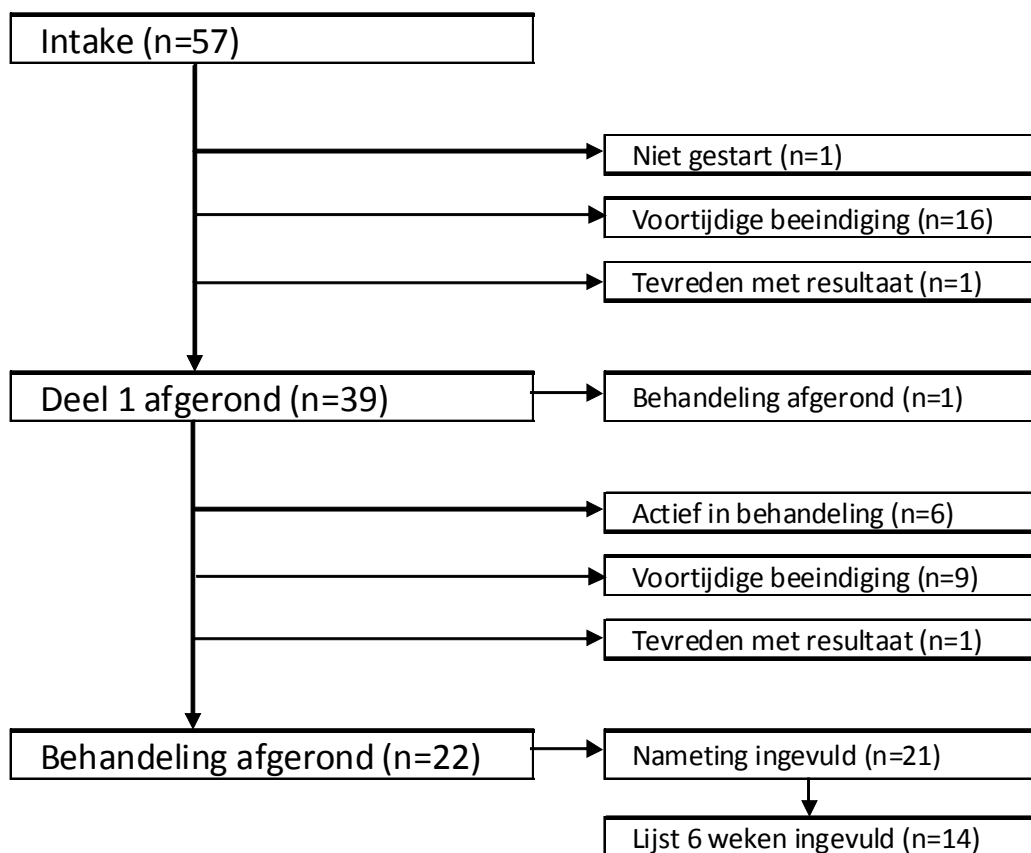 Intake (n=57)
Niet gestart (n=1)
Voortijdige beeindiging (n=16)
Tevreden met resultaat (n=1)
Deel 1 afgerond (n=39)
Behandeling afgerond (n=1)
Actief in behandeling (n=6)
Voortijdige beeindiging (n=9)
Tevreden met resultaat (n=1)
Behandeling afgerond (n=22)
Nameting ingevuld (n=21)
Lijst 6 weken ingevuld (n=14)